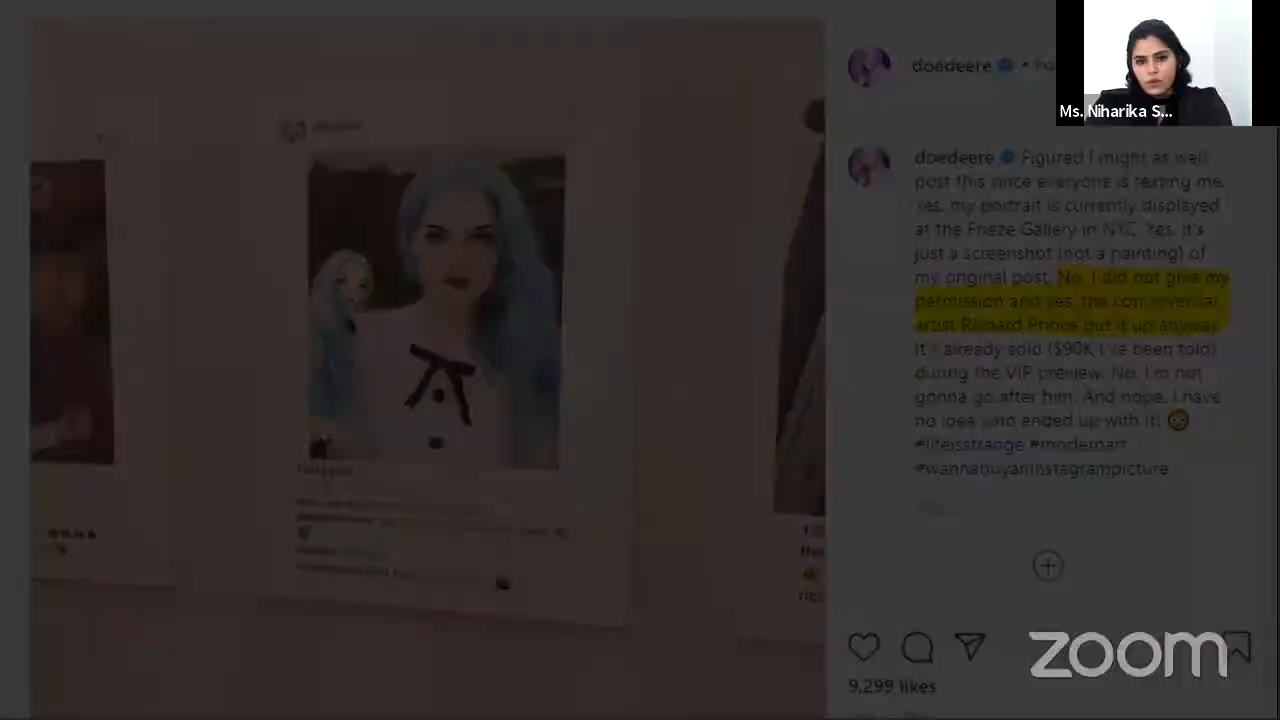 doedeere
Ms. Niharika S...
doedeere Figured I might as well
post this since everyone is texting me.
Yes, my portrait is currently displayed
at the Frieze Gallery in NYC. Yes, it's
just a screenshot (not a painting) of
my original post. No, I did not give my
permission and yes, the controversial
artist Richard Prince put it up anyway.
It's already sold ($90K I've been told)
during the VIP preview. No, I'm not
gonna go after him. And nope, I have
no idea who ended up with it! 😳
#lifeisstrange #modernart
#wannabuyaninstagrampicture
zoom
9,299 likes